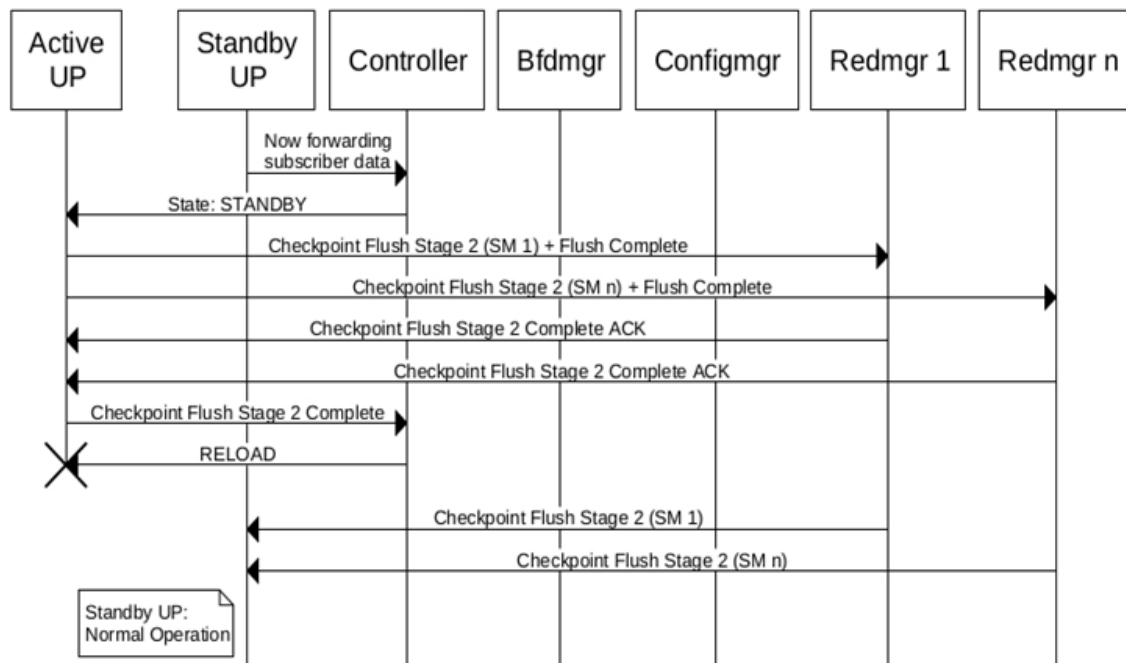 Active
UP
Standby
UP
Controller
Bfdmgr
Configmgr
Redmgr 1
Redmgr n
Now forwarding
subscriber data
State: STANDBY
Checkpoint Flush Stage 2 (SM 1) + Flush Complete
Checkpoint Flush Stage 2 (SM n) + Flush Complete
Checkpoint Flush Stage 2 Complete ACK
Checkpoint Flush Stage 2 Complete ACK
Checkpoint Flush Stage 2 Complete
RELOAD
Checkpoint Flush Stage 2 (SM 1)
Checkpoint Flush Stage 2 (SM n)
Standby UP:
Normal Operation